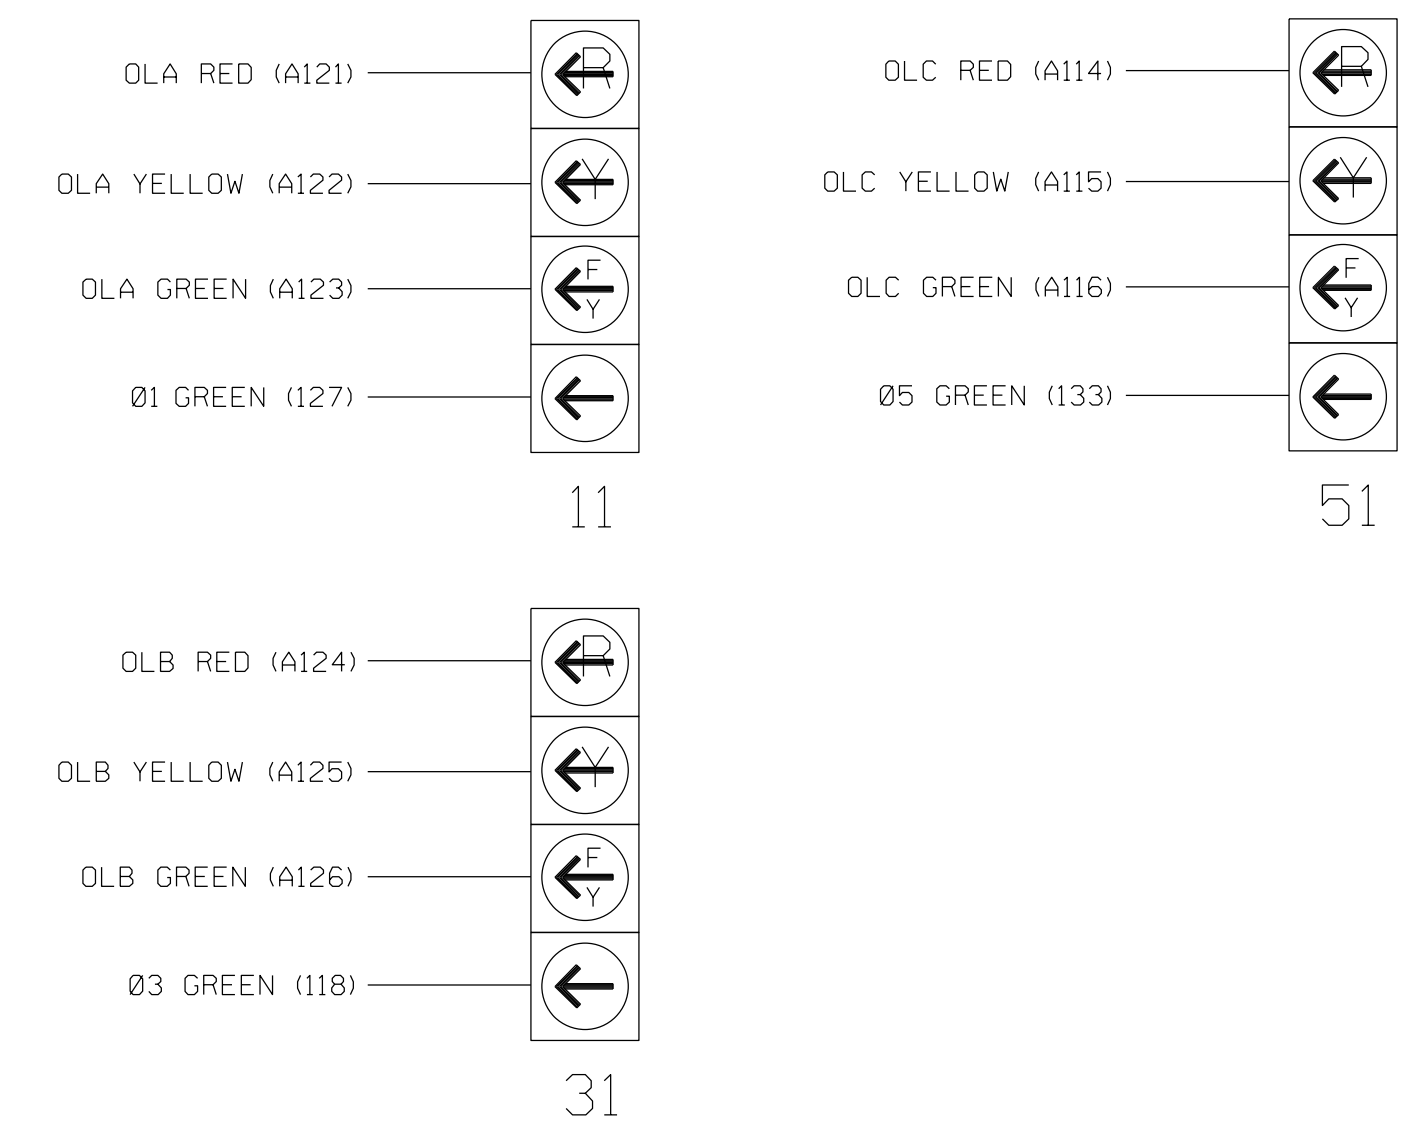 OLA RED (A121)
R
OLA YELLOW (A122)
Y
OLA GREEN (A123)
F
Y
Ø1 GREEN (127)
11
OLC RED (A114)
R
OLC YELLOW (A115)
Y
OLC GREEN (A116)
F
Y
Ø5 GREEN (133)
51
OLB RED (A124)
R
OLB YELLOW (A125)
Y
OLB GREEN (A126)
F
Y
Ø3 GREEN (118)
31